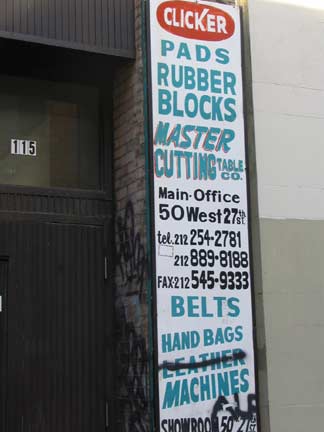 CLICKER
PADS
RUBBER
BLOCKS
MASTER
CUTTING TABLE CO.
Main-Office
50 West 27th St.
tel. 212 254-2781
212 889-8188
FAX-212 545-9333
BELTS
HAND BAGS
LEATHER
MACHINES
SHOWROOM 50
115